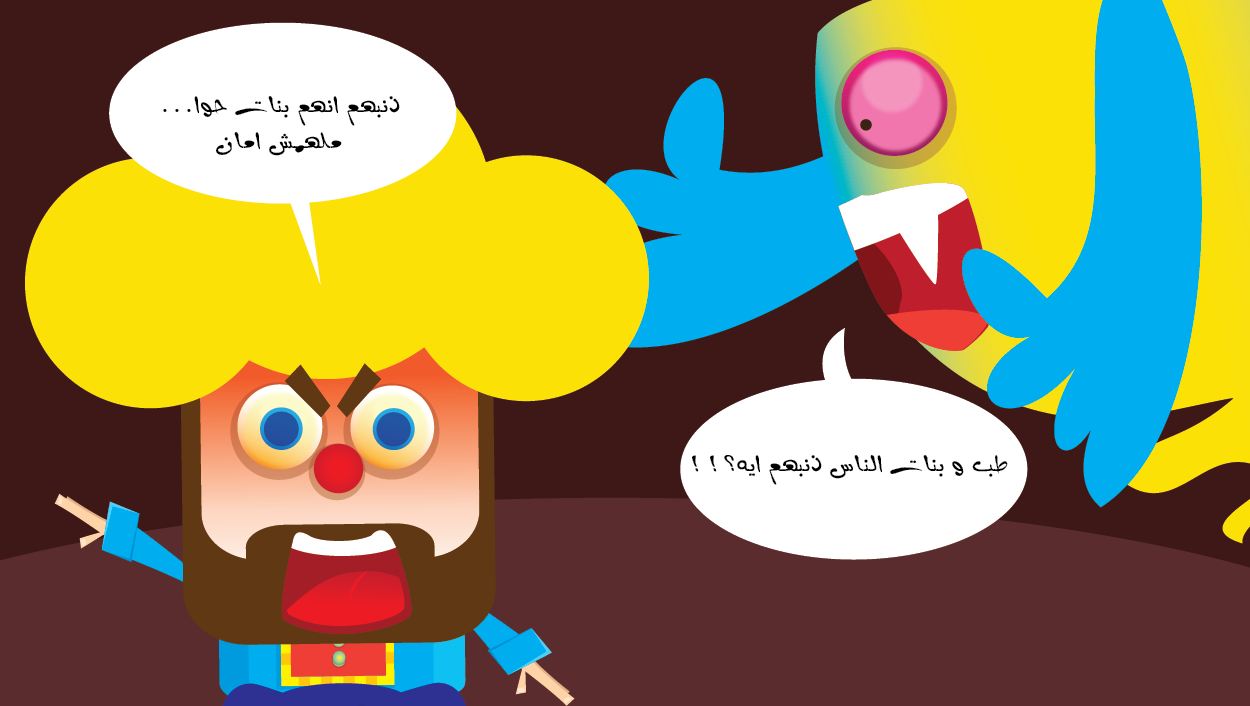 ذنبهم انهم بنات حوا...
ملهمش امان
طب و بنات الناس ذنبهم ايه؟!!